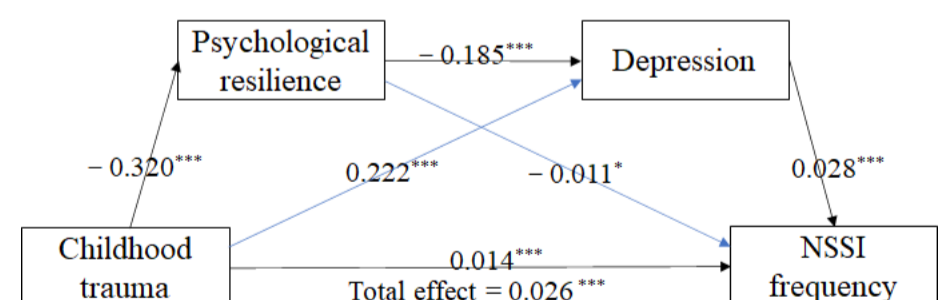 Psychological
resilience
− 0.185***
Depression
− 0.320***
0.222***
− 0.011*
0.028***
Childhood
trauma
0.014***
Total effect = 0.026 ***
NSSI
frequency